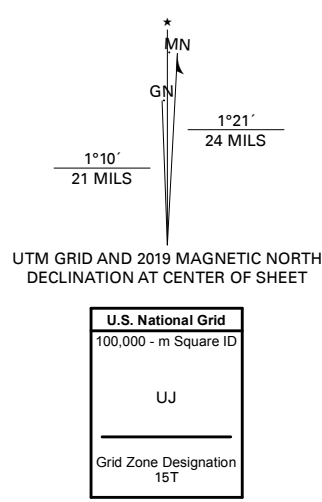 ★
MN
GN
1°21´
24 MILS
1°10´
21 MILS
UTM GRID AND 2019 MAGNETIC NORTH
DECLINATION AT CENTER OF SHEET
U.S. National Grid
100,000 - m Square ID
UJ
Grid Zone Designation
15T